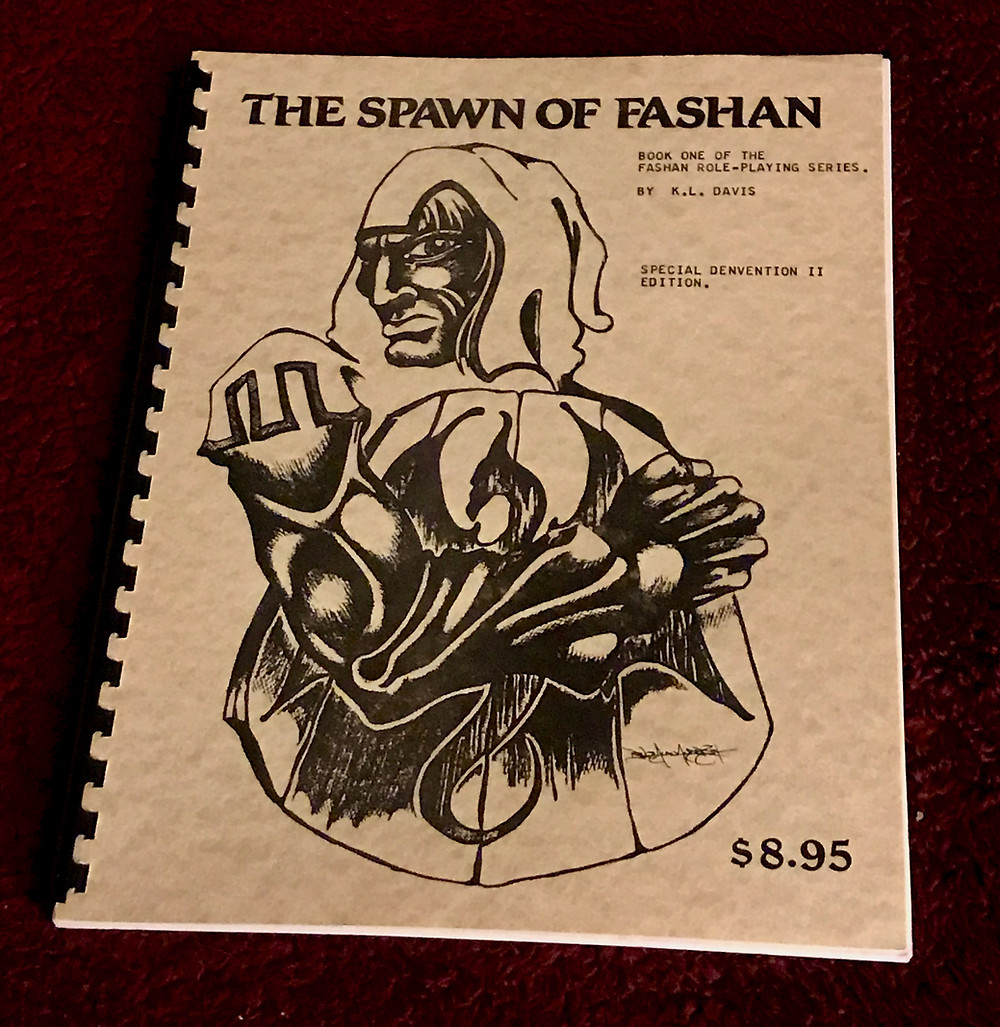 THE SPAWN OF FASHAN
BOOK ONE OF THE
FASHAN ROLE-PLAYING SERIES.
BY K.L. DAVIS
SPECIAL DENVENTION II
EDITION.
$8.95